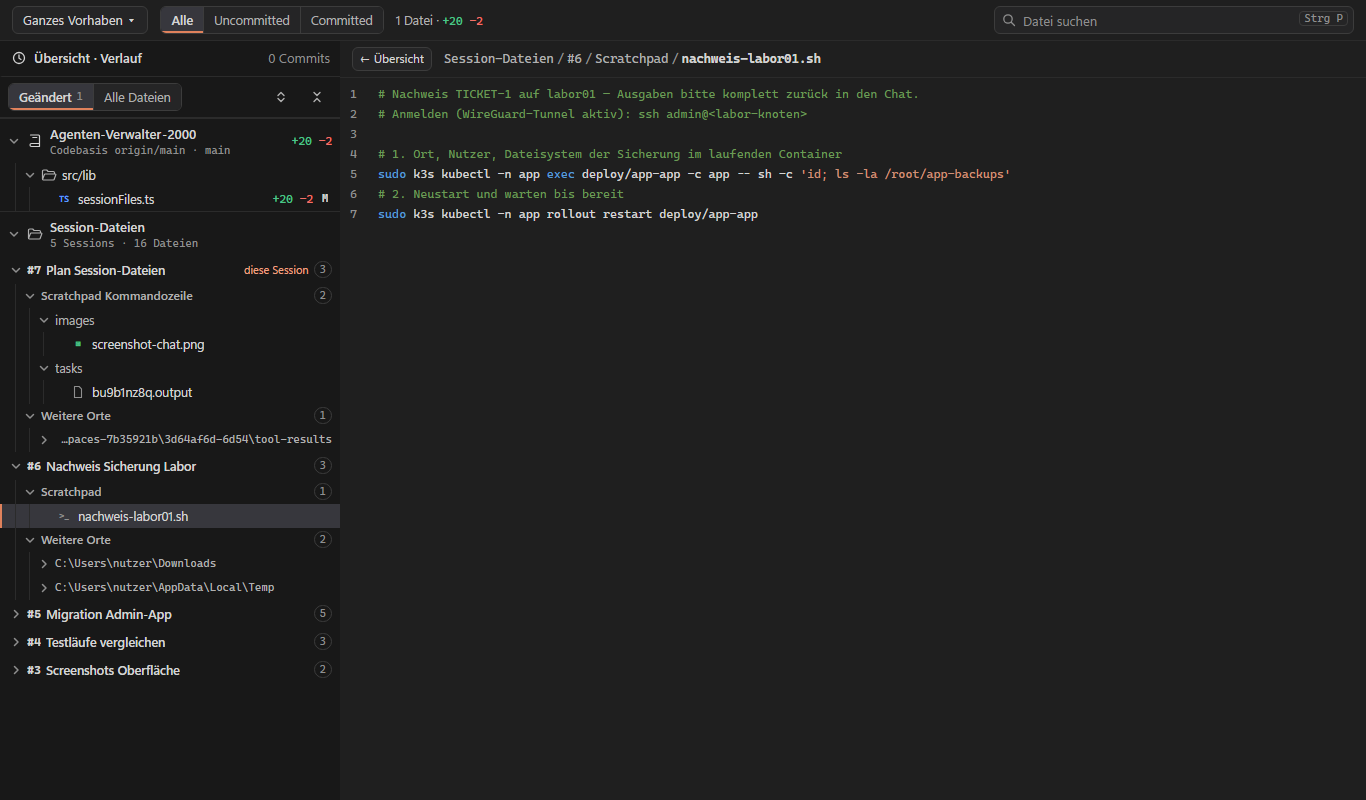 Ganzes Vorhaben
Alle
Uncommitted
Committed
1 Datei · +20 −2
Datei suchen
Strg P
Übersicht · Verlauf
0 Commits
Geändert 1
Alle Dateien
Agenten-Verwalter-2000
+20 −2
Codebasis origin/main · main
src/lib
TS sessionFiles.ts
+20 −2 M
Session-Dateien
5 Sessions · 16 Dateien
#7 Plan Session-Dateien
diese Session 3
Scratchpad Kommandozeile 2
images
screenshot-chat.png
tasks
bu9b1nz8q.output
Weitere Orte 1
…paces-7b35921b\3d64af6d-6d54\tool-results
#6 Nachweis Sicherung Labor 3
Scratchpad 1
>_ nachweis-labor01.sh
Weitere Orte 2
C:\Users\nutzer\Downloads
C:\Users\nutzer\AppData\Local\Temp
#5 Migration Admin-App 5
#4 Testläufe vergleichen 3
#3 Screenshots Oberfläche 2
← Übersicht
Session-Dateien / #6 / Scratchpad / nachweis-labor01.sh
1 # Nachweis TICKET-1 auf labor01 — Ausgaben bitte komplett zurück in den Chat.
2 # Anmelden (WireGuard-Tunnel aktiv): ssh admin@<labor-knoten>
3
4 # 1. Ort, Nutzer, Dateisystem der Sicherung im laufenden Container
5 sudo k3s kubectl -n app exec deploy/app-app -c app -- sh -c 'id; ls -la /root/app-backups'
6 # 2. Neustart und warten bis bereit
7 sudo k3s kubectl -n app rollout restart deploy/app-app